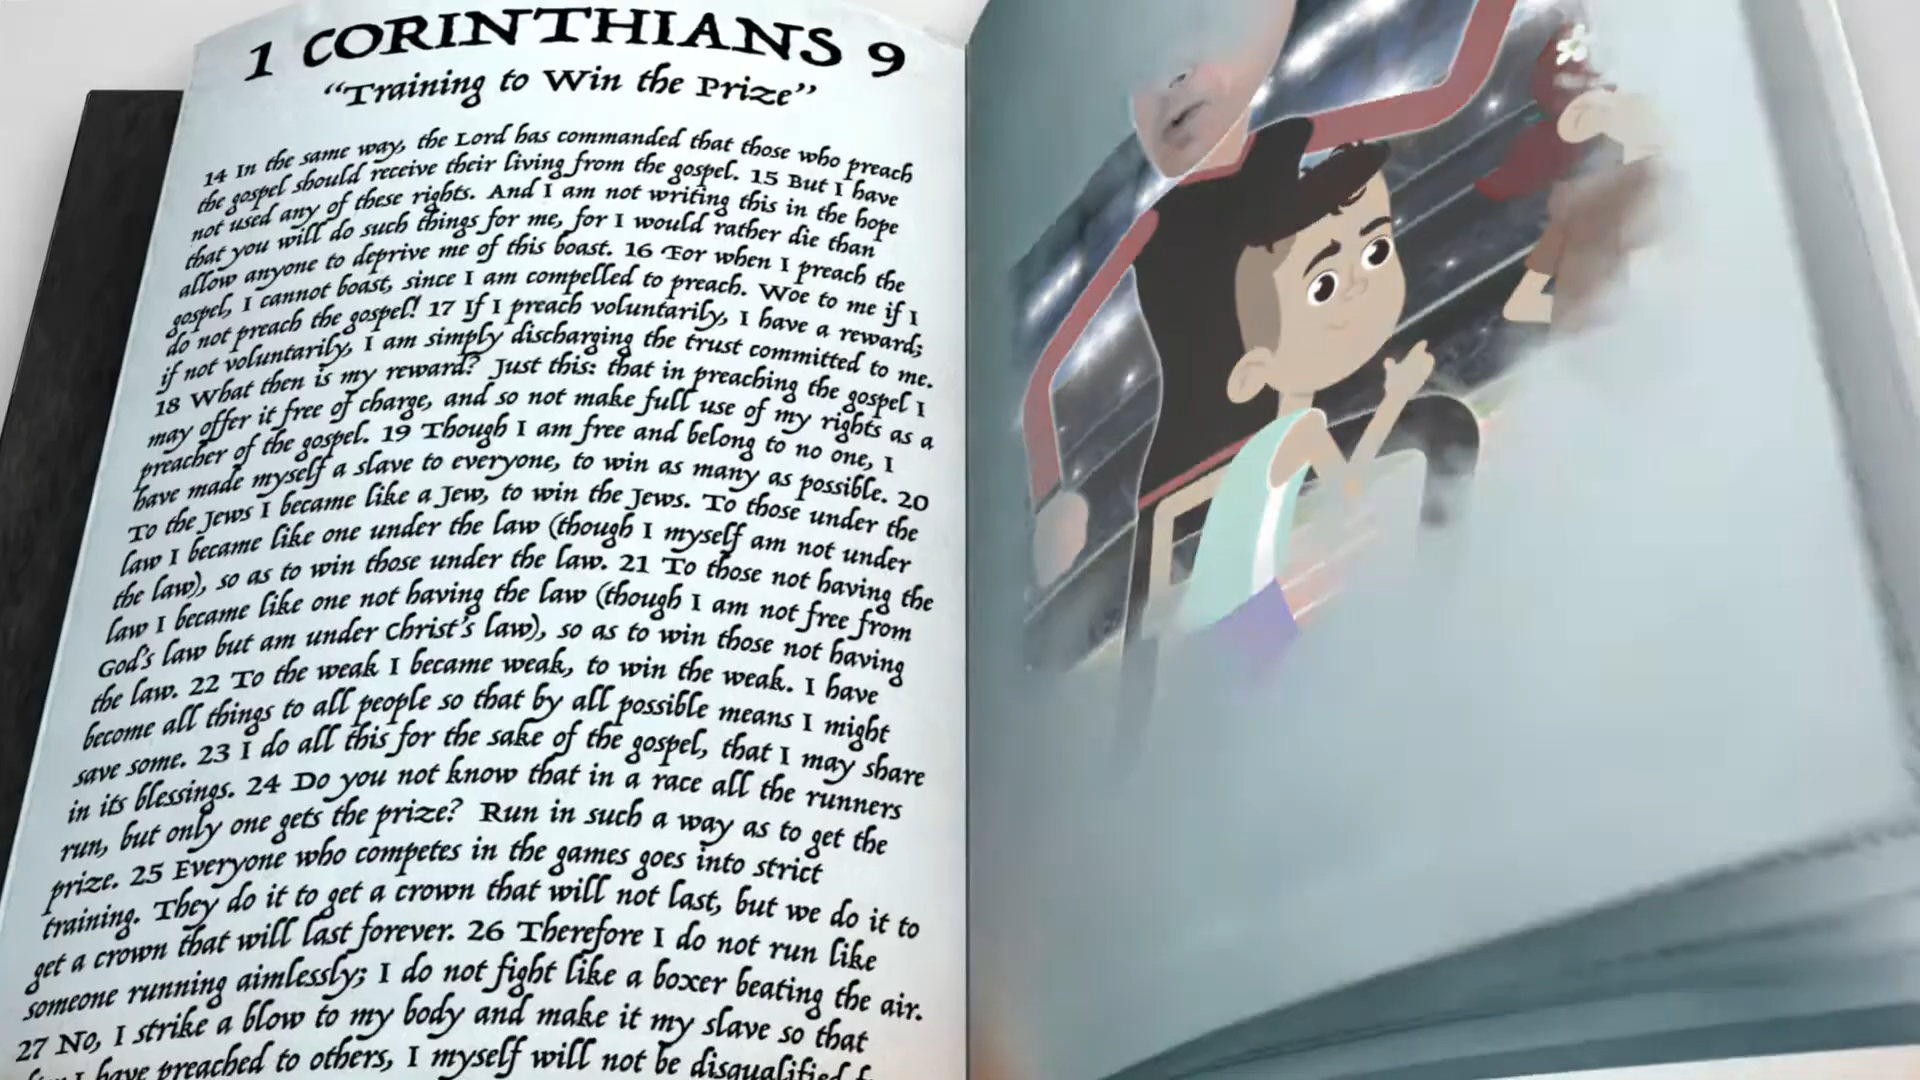 1 CORINTHIANS 9
“Training to Win the Prize”
14 In the same way, the Lord has commanded that those who preach
the gospel should receive their living from the gospel. 15 But I have
not used any of these rights. And I am not writing this in the hope
that you will do such things for me, for I would rather die than
allow anyone to deprive me of this boast. 16 For when I preach the
gospel, I cannot boast, since I am compelled to preach. Woe to me if I
do not preach the gospel! 17 If I preach voluntarily, I have a reward;
if not voluntarily, I am simply discharging the trust committed to me.
18 What then is my reward? Just this: that in preaching the gospel I
may offer it free of charge, and so not make full use of my rights as a
preacher of the gospel. 19 Though I am free and belong to no one, I
have made myself a slave to everyone, to win as many as possible. 20
To the Jews I became like a Jew, to win the Jews. To those under the
law I became like one under the law (though I myself am not under
the law), so as to win those under the law. 21 To those not having the
law I became like one not having the law (though I am not free from
God's law but am under Christ's law), so as to win those not having
the law. 22 To the weak I became weak, to win the weak. I have
become all things to all people so that by all possible means I might
save some. 23 I do all this for the sake of the gospel, that I may share
in its blessings. 24 Do you not know that in a race all the runners
run, but only one gets the prize? Run in such a way as to get the
prize. 25 Everyone who competes in the games goes into strict
training. They do it to get a crown that will not last, but we do it to
get a crown that will last forever. 26 Therefore I do not run like
someone running aimlessly; I do not fight like a boxer beating the air.
27 No, I strike a blow to my body and make it my slave so that
I have preached to others, I myself will not be disqualified